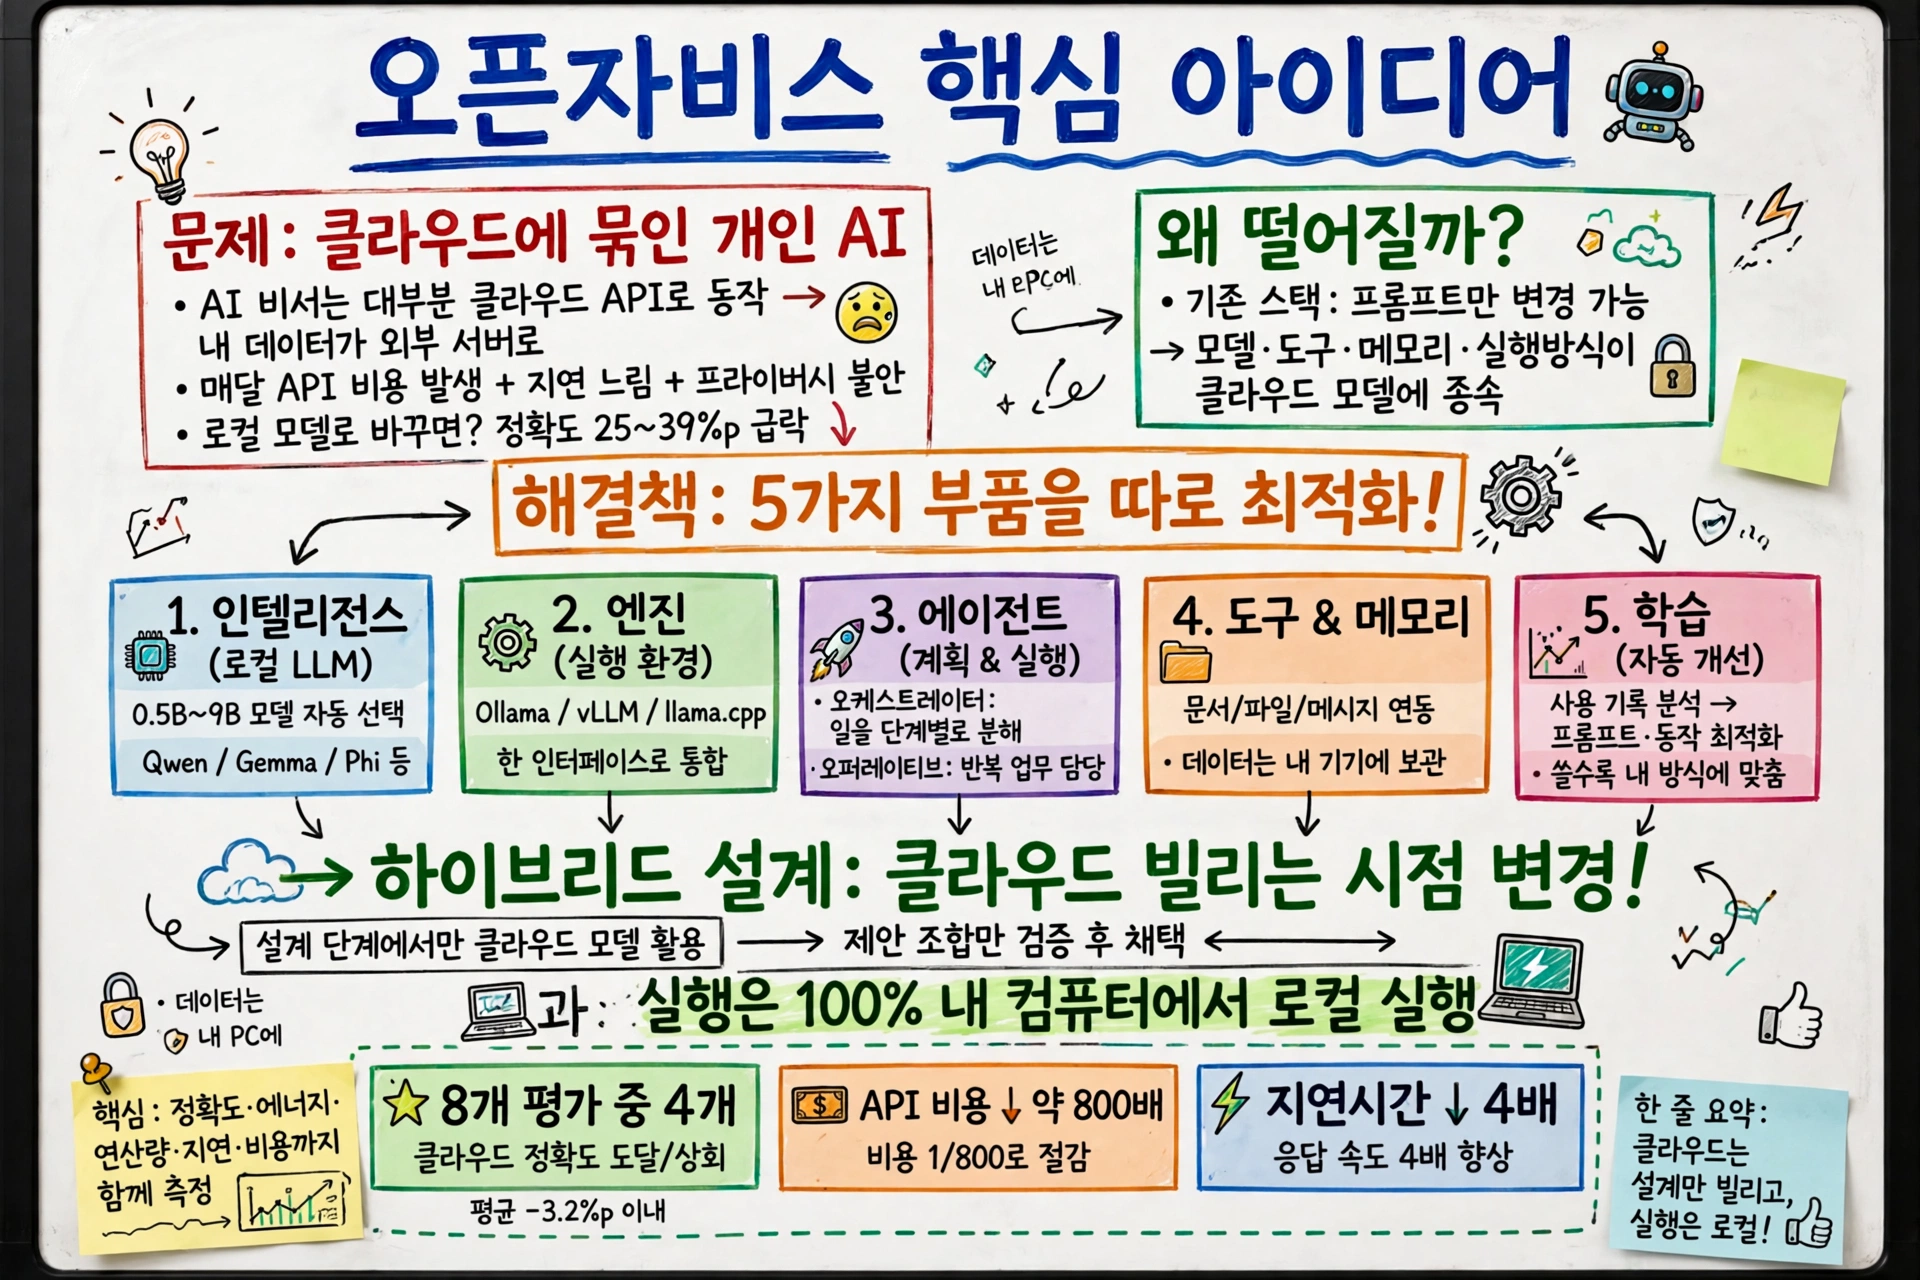 오픈자비스 핵심 아이디어
문제: 클라우드에 묶인 개인 AI
• AI 비서는 대부분 클라우드 API로 동작 →
내 데이터가 외부 서버로
• 매달 API 비용 발생 + 지연 느림 + 프라이버시 불안
• 로컬 모델로 바꾸면? 정확도 25~39%p 급락
데이터는
내 PC에.
왜 떨어질까?
• 기존 스택: 프롬프트만 변경 가능
→ 모델·도구·메모리·실행방식이
클라우드 모델에 종속
해결책: 5가지 부품을 따로 최적화!
1. 인텔리전스
(로컬 LLM)
0.5B~9B 모델 자동 선택
Qwen / Gemma / Phi 등
2. 엔진
(실행 환경)
Ollama / vLLM / llama.cpp
한 인터페이스로 통합
3. 에이전트
(계획 & 실행)
• 오케스트레이터:
일을 단계별로 분해
·오퍼레이티브: 반복 업무 담당
4. 도구 & 메모리
문서/파일/메시지 연동
• 데이터는 내 기기에 보관
5. 학습
(자동 개선)
사용 기록 분석 →
프롬프트·동작 최적화
• 쓸수록 내 방식에 맞춤
→ 하이브리드 설계: 클라우드 빌리는 시점 변경!
설계 단계에서만 클라우드 모델 활용
제안 조합만 검증 후 채택
• 데이터는
내 PC에
과: 실행은 100% 내 컴퓨터에서 로컬 실행
핵심: 정확도·에너지·
연산량·지연·비용까지
함께 측정
8개 평가 중 4개
클라우드 정확도 도달/상회
평균 -3.2%p 이내
$ API 비용 ↓ 약 800배
비용 1/800로 절감
지연시간 ↓ 4배
응답 속도 4배 향상
한 줄 요약:
클라우드는
설계만 빌리고,
실행은 로컬!